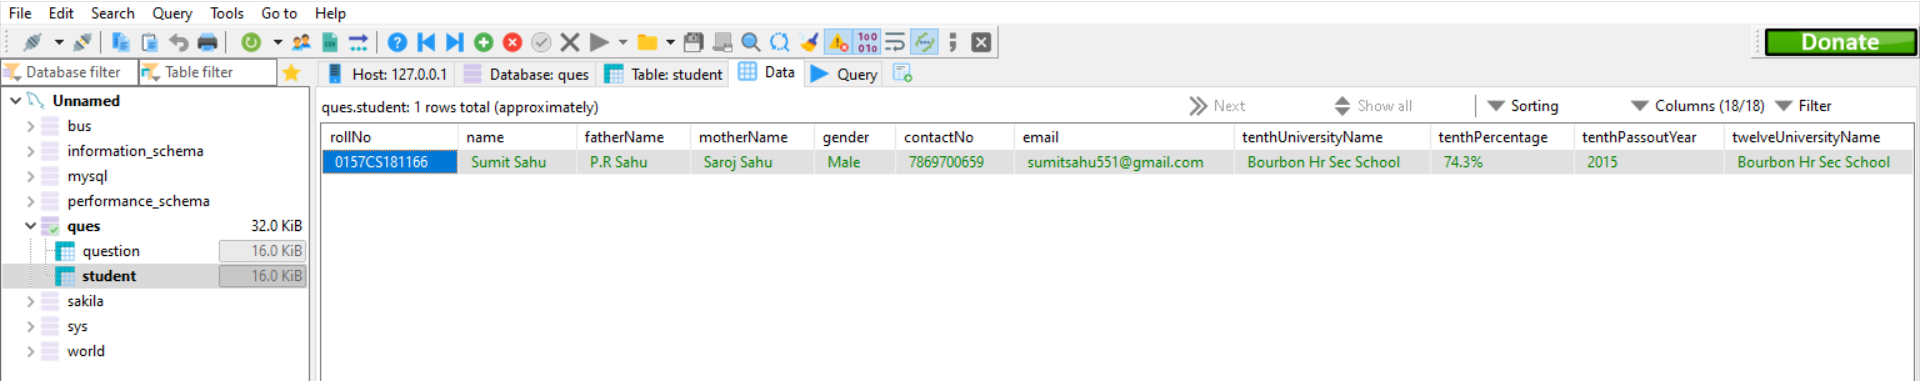 File Edit Search Query Tools Go to Help
Donate
Database filter Table filter Host: 127.0.0.1 Database: ques Table: student Data Query
Unnamed
bus
information_schema
mysql
performance_schema
ques 32.0 KiB
question 16.0 KiB
student 16.0 KiB
sakila
sys
world
ques.student: 1 rows total (approximately) Next Show all Sorting Columns (18/18) Filter
rollNo name fatherName motherName gender contactNo email tenthUniversityName tenthPercentage tenthPassoutYear twelveUniversityName
0157CS181166 Sumit Sahu P.R Sahu Saroj Sahu Male 7869700659 sumitsahu551@gmail.com Bourbon Hr Sec School 74.3% 2015 Bourbon Hr Sec School